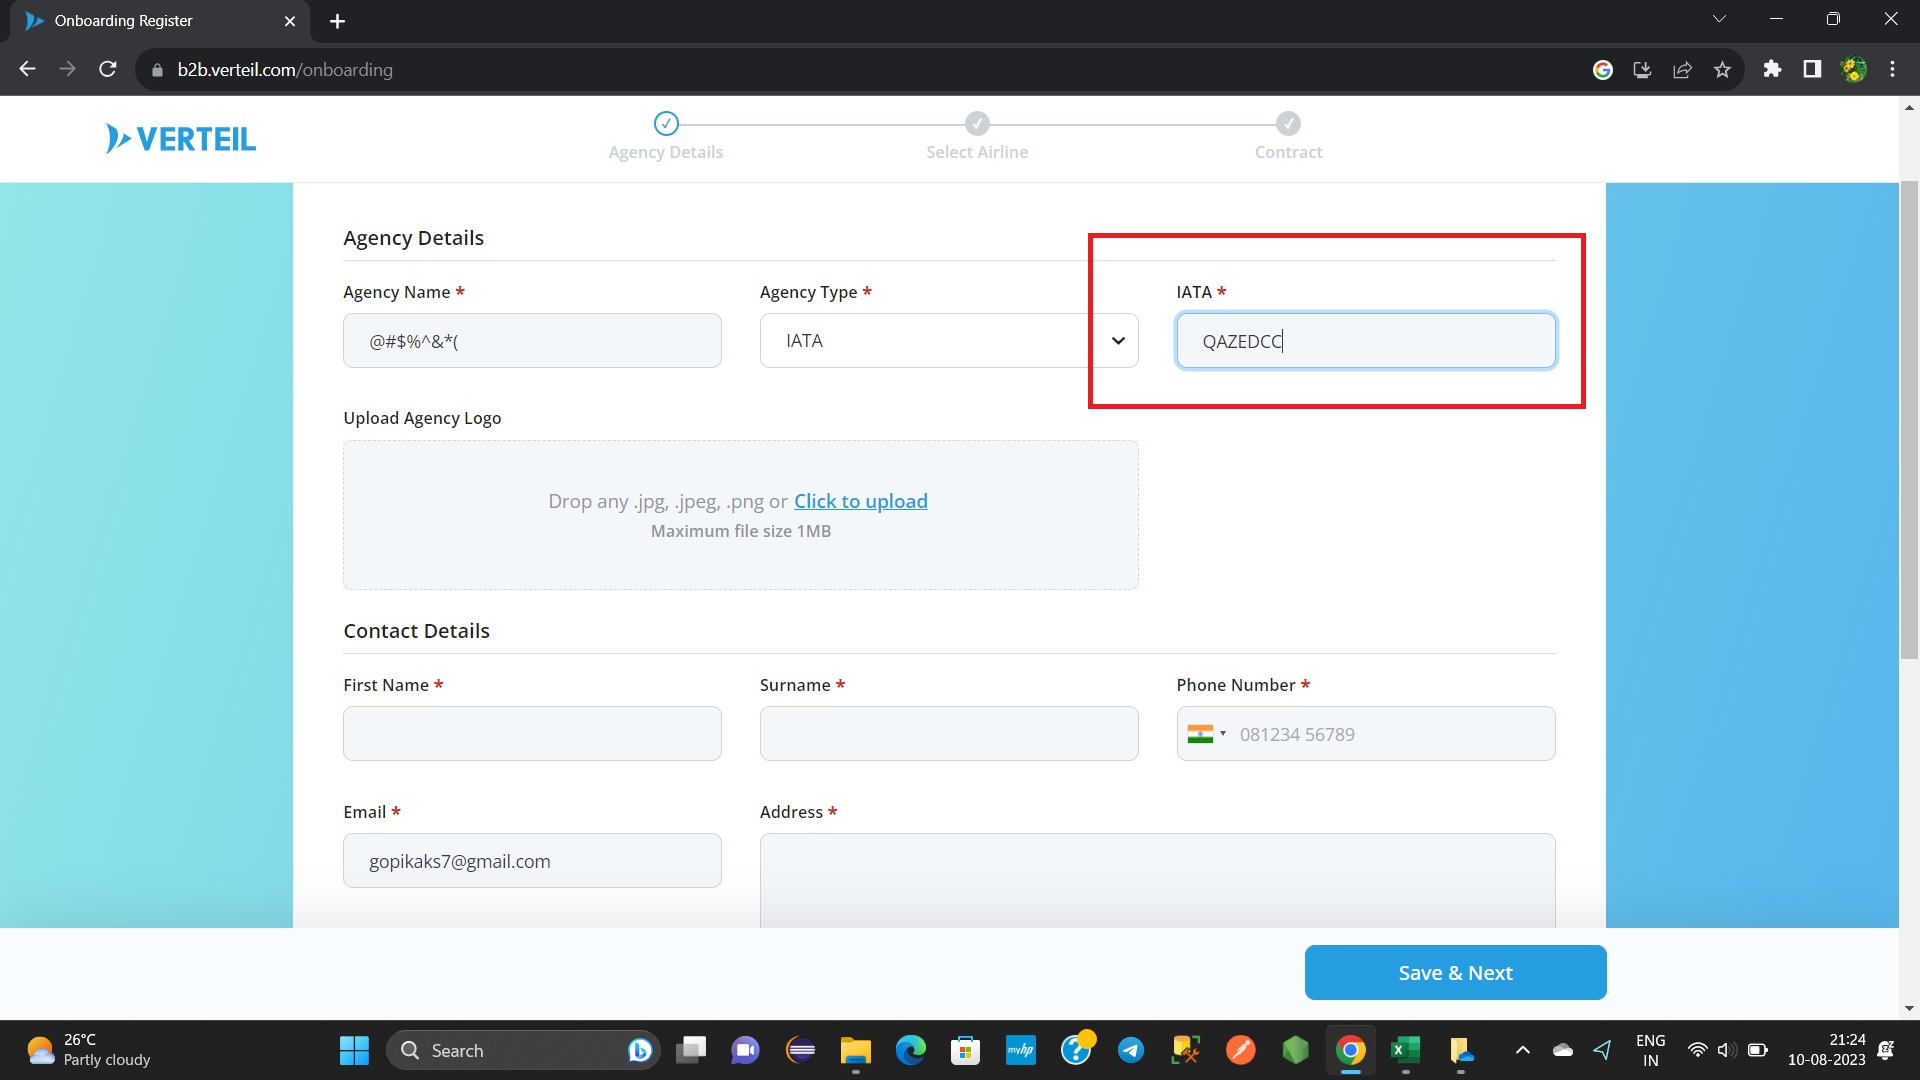 Onboarding Register
b2b.verteil.com/onboarding
VERTEIL
Agency Details
Select Airline
Contract
Agency Details
Agency Name *
Agency Type *
IATA *
@#$%^&*(
IATA
QAZEDCC
Upload Agency Logo
Drop any .jpg, .jpeg, .png or Click to upload
Maximum file size 1MB
Contact Details
First Name *
Surname *
Phone Number *
081234 56789
Email *
Address *
gopikaks7@gmail.com
Save & Next
26°C
Partly cloudy
Search
myhp
ENG
IN
21:24
10-08-2023